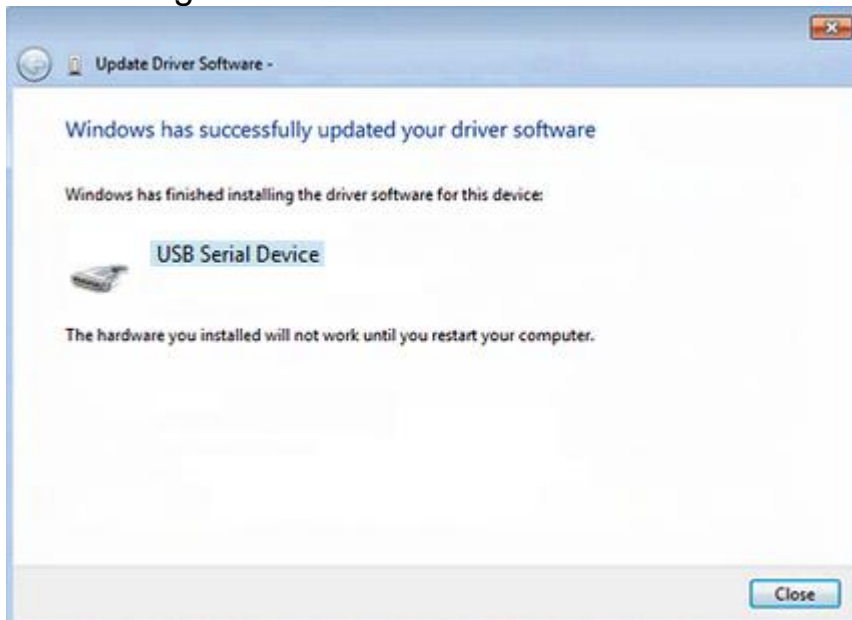 Update Driver Software -
Windows has successfully updated your driver software
Windows has finished installing the driver software for this device:
USB Serial Device
The hardware you installed will not work until you restart your computer.
Close